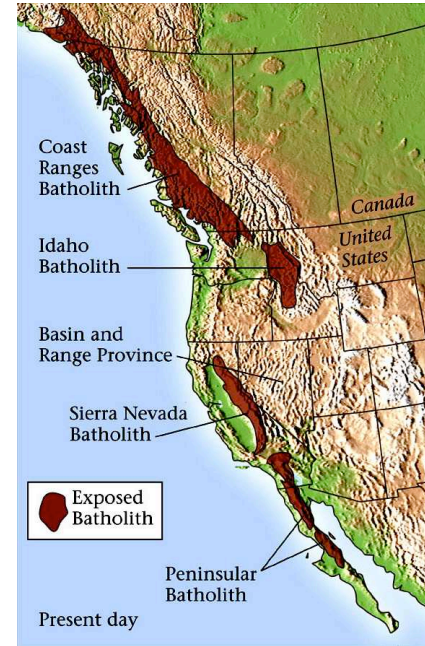 Coast
Ranges
Batholith
Canada
United
States
Idaho
Batholith
Basin and
Range Province
Sierra Nevada
Batholith
Exposed
Batholith
Peninsular
Batholith
Present day